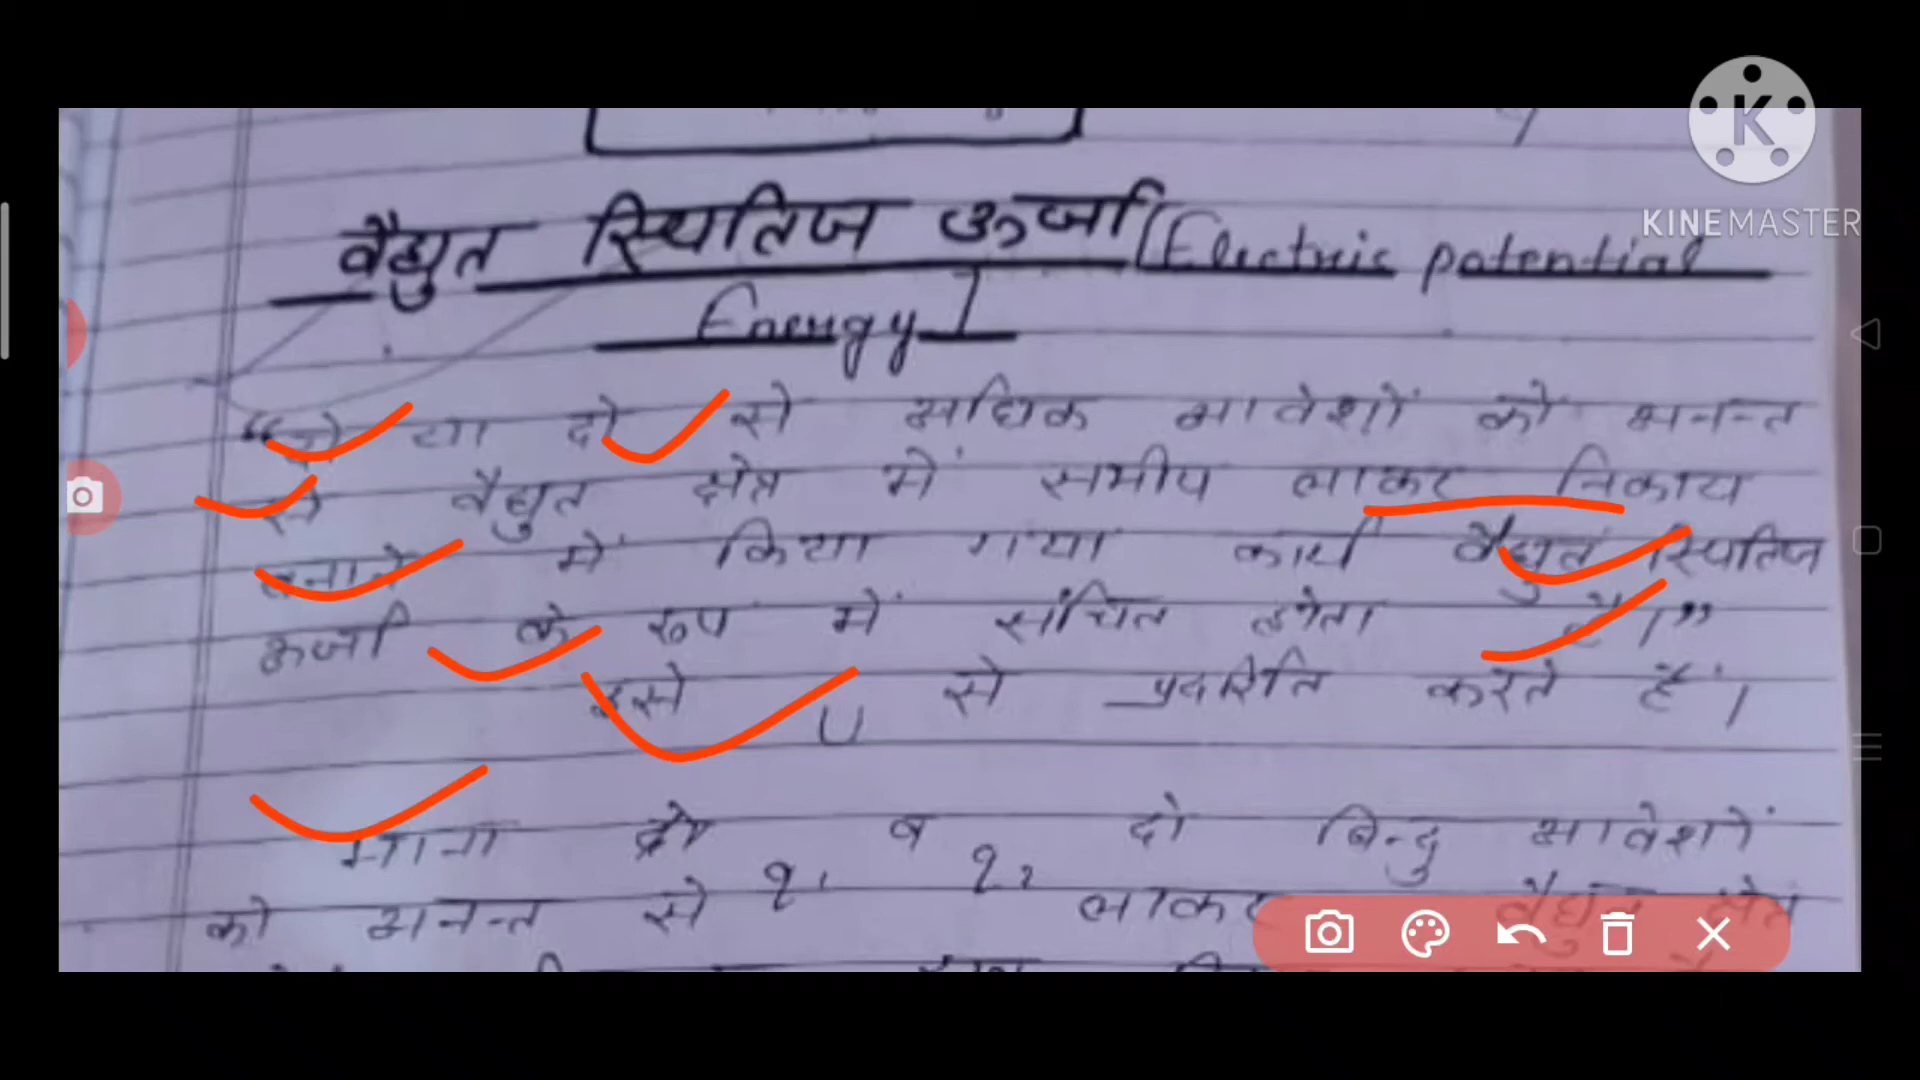 KINEMASTER
वैद्युत स्थितिज ऊर्जा [Electric potential
Energy]
"दो या दो से अधिक आवेशों को अनन्त
से वैद्युत क्षेत्र में समीप लाकर निकाय
बनाने में किया गया कार्य वैद्युत स्थितिज
ऊर्जा के रूप में संचित होता है।"
इसे U से प्रदर्शित करते हैं।
माना q₁ व q₂ दो बिन्दु आवेशों
को अनन्त से लाकर वैद्युत क्षेत्र